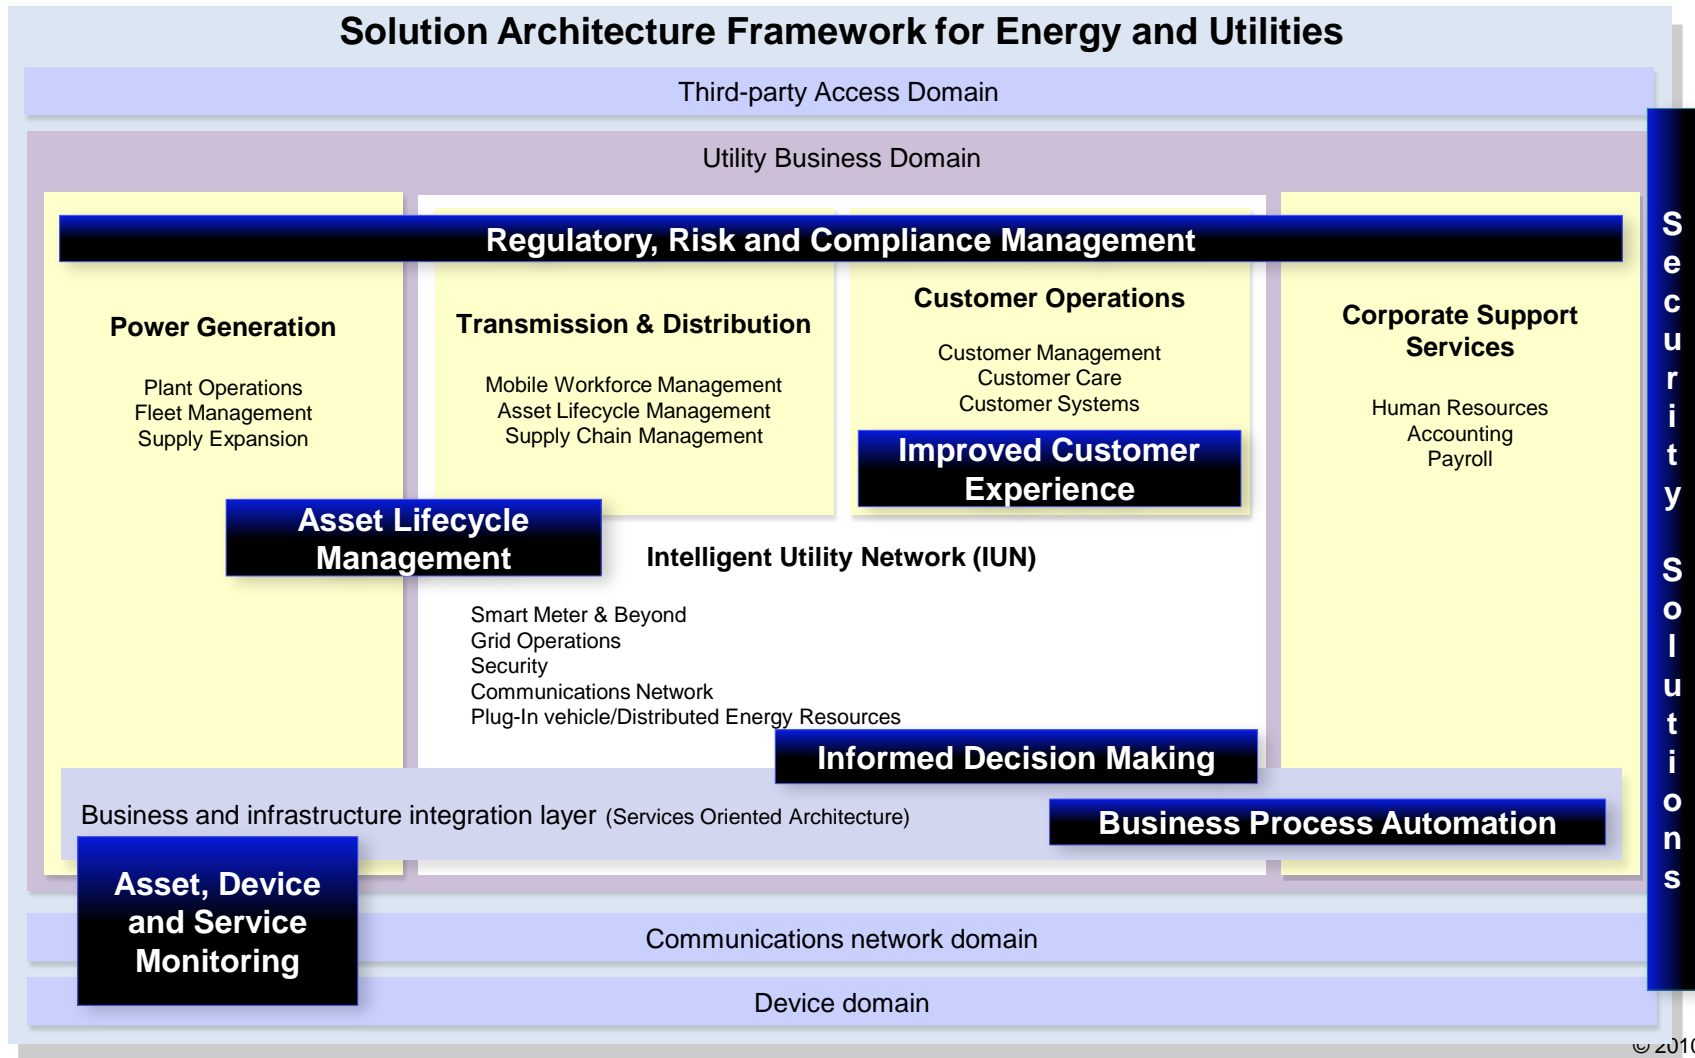 Solution Architecture Framework for Energy and Utilities
Third-party Access Domain
Utility Business Domain
Regulatory, Risk and Compliance Management
Power Generation
Plant Operations
Fleet Management
Supply Expansion
Transmission & Distribution
Mobile Workforce Management
Asset Lifecycle Management
Supply Chain Management
Customer Operations
Customer Management
Customer Care
Customer Systems
Improved Customer
Experience
Corporate Support
Services
Human Resources
Accounting
Payroll
Asset Lifecycle
Management
Intelligent Utility Network (IUN)
Smart Meter & Beyond
Grid Operations
Security
Communications Network
Plug-In vehicle/Distributed Energy Resources
Informed Decision Making
Business and infrastructure integration layer (Services Oriented Architecture)
Business Process Automation
Asset, Device
and Service
Monitoring
Communications network domain
Device domain
Security Solutions
© 2010